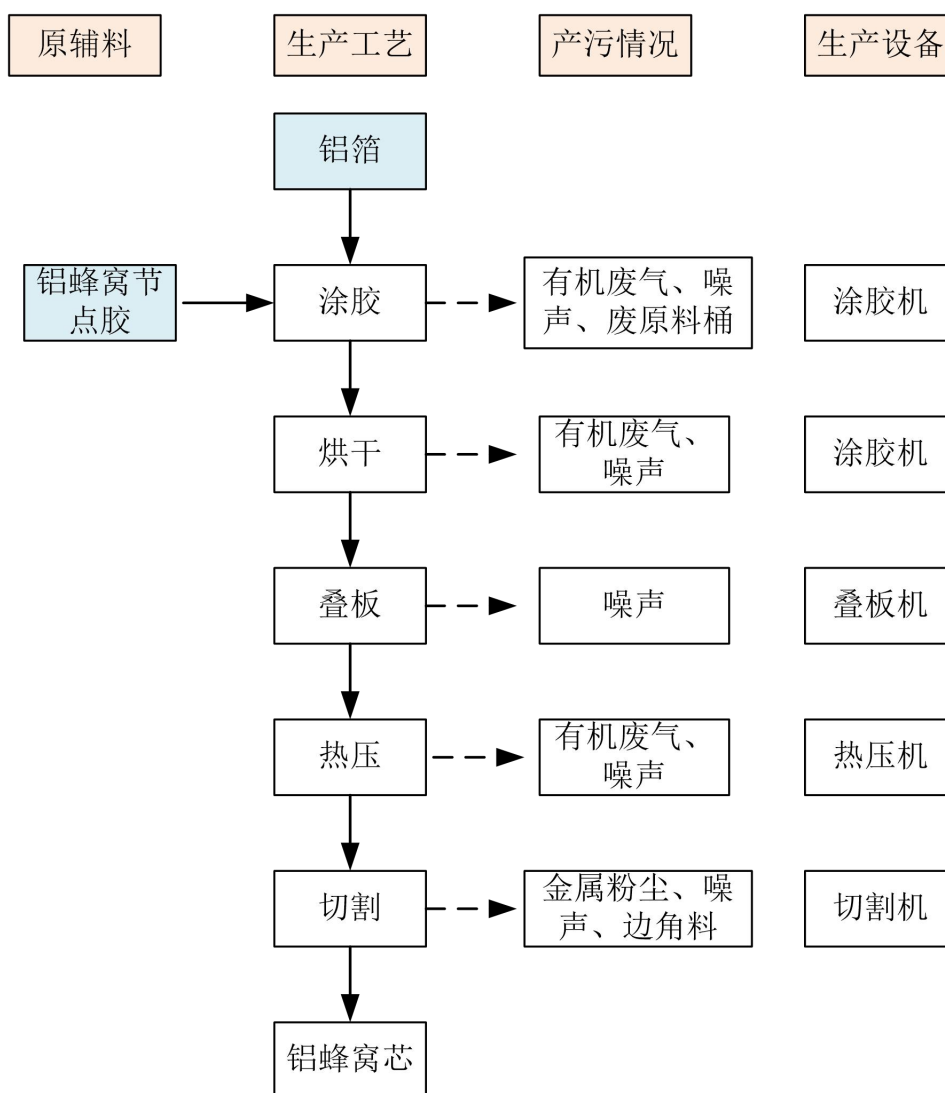 原辅料
生产工艺
产污情况
生产设备
铝箔
铝蜂窝节
点胶
涂胶
有机废气、噪
声、废原料桶
涂胶机
烘干
有机废气、
噪声
涂胶机
叠板
噪声
叠板机
热压
有机废气、
噪声
热压机
切割
金属粉尘、噪
声、边角料
切割机
铝蜂窝芯